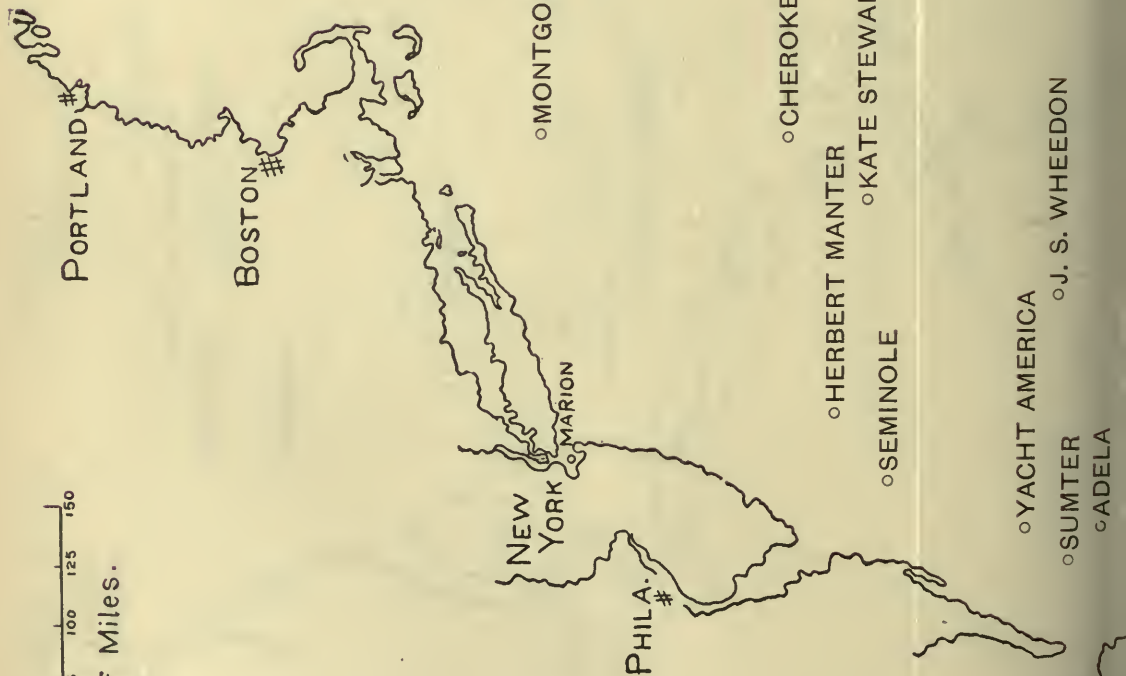 100 125 150
Miles.
PORTLAND
BOSTON
NEW
YORK
MARION
PHILA.
MONTGO
CHEROKE
HERBERT MANTER
KATE STEWA
SEMINOLE
YACHT AMERICA
J. S. WHEEDON
SUMTER
ADELA